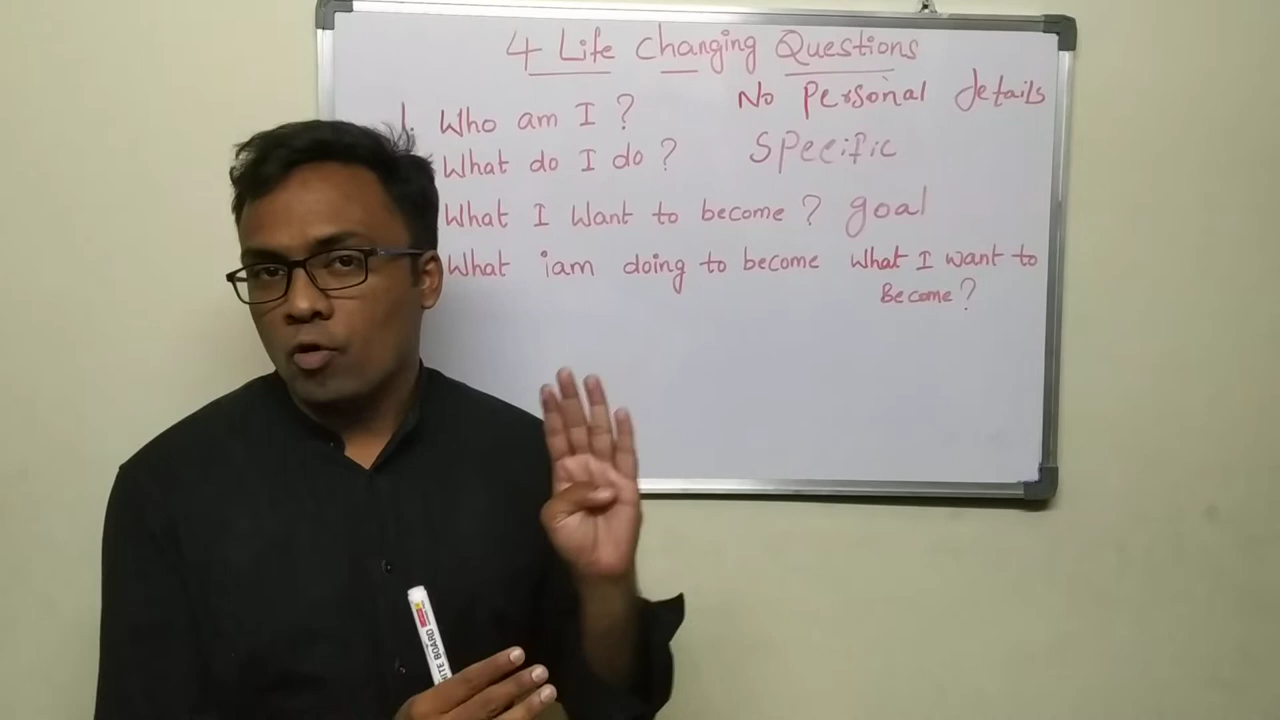 4 Life Changing Questions
1. Who am I ? No Personal details
What do I do ? Specific
What I Want to become ? goal
What iam doing to become What I want to
Become ?
WHITE BOARD